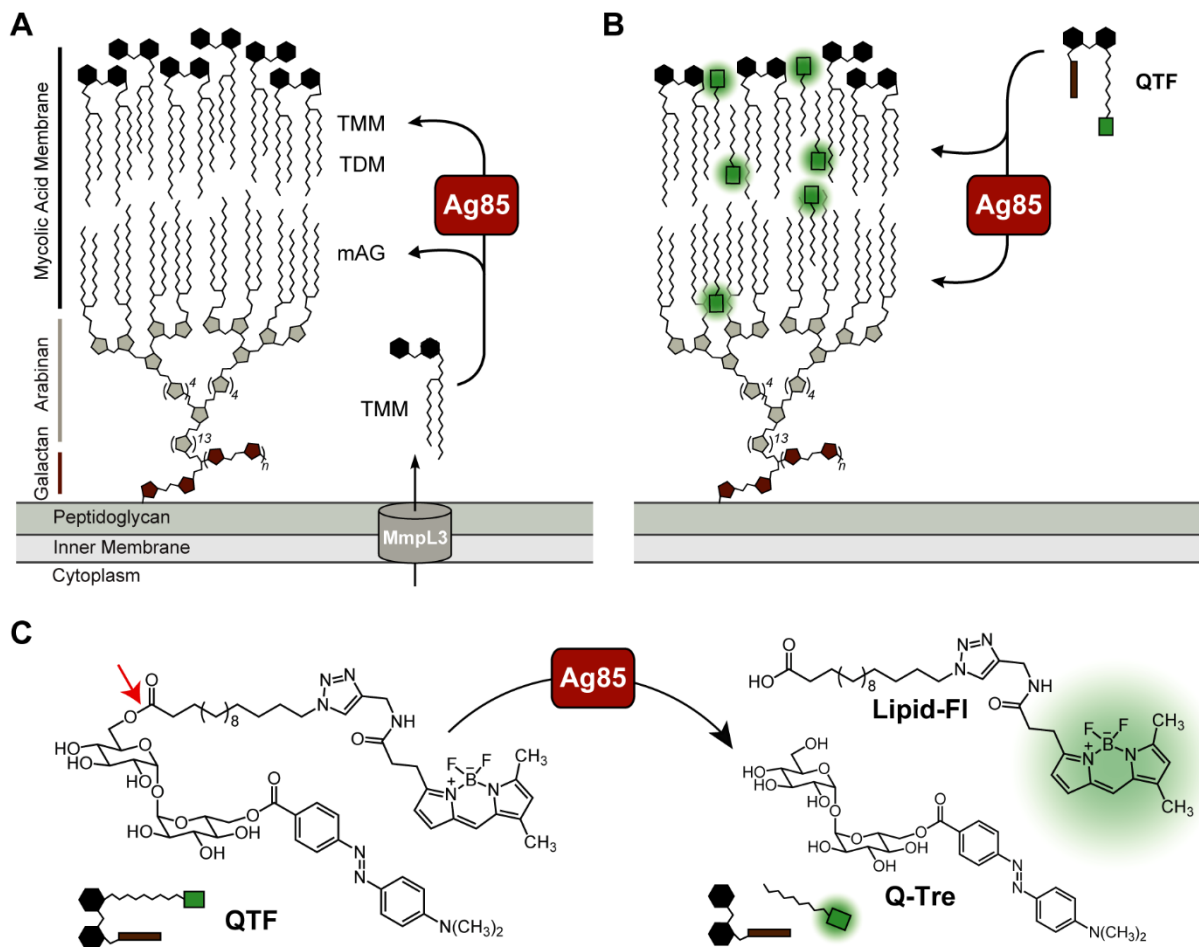 A
Mycolic Acid Membrane
Arabinan
Galactan
TMM
TDM
Ag85
mAG
TMM
4
4
13
n
Peptidoglycan
Inner Membrane
Cytoplasm
MmpL3
B
QTF
Ag85
4
4
13
n
C
O
O
8
N=N
N
NH
O
F F
N B N
+ −
CH3
CH3
HO
HO
OH
O
O
O
HO
HO
OH
O
O
O
N
N
N(CH3)2
QTF
Ag85
O
HO
8
N=N
N
NH
O
Lipid-Fl
F F
N B N
+ −
CH3
CH3
OH
HO
HO
OH
O
O
O
HO
HO
OH
O
O
N
N
N(CH3)2
Q-Tre